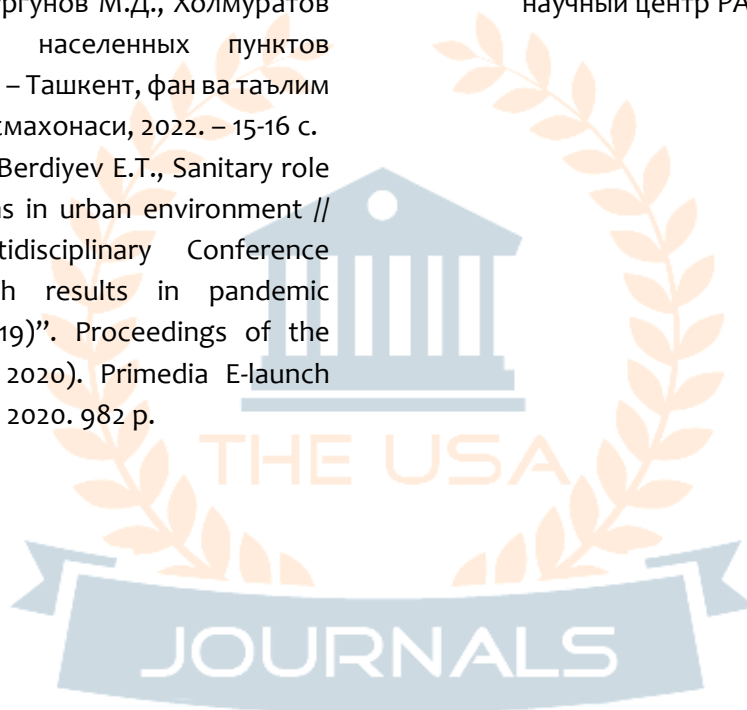 ргунов М.Д., Холмуратов
населенных пунктов
– Ташкент, фан ва таълим
махонаси, 2022. – 15-16 с.
Berdiyev E.T., Sanitary role
in urban environment //
tidisciplinary Conference
results in pandemic
19)”. Proceedings of the
2020). Primedia E-launch
2020. 982 p.
научный центр РА
THE USA
JOURNALS